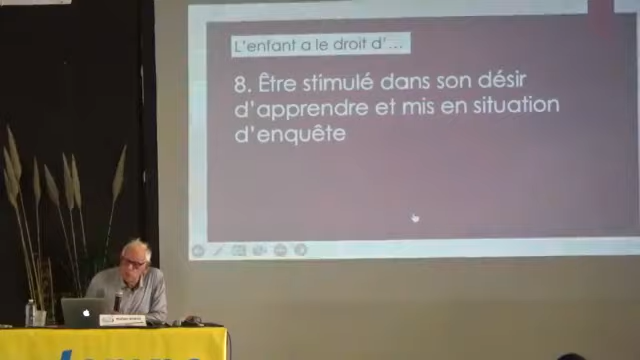 L'enfant a le droit d'...
8. Être stimulé dans son désir
d'apprendre et mis en situation
d'enquête